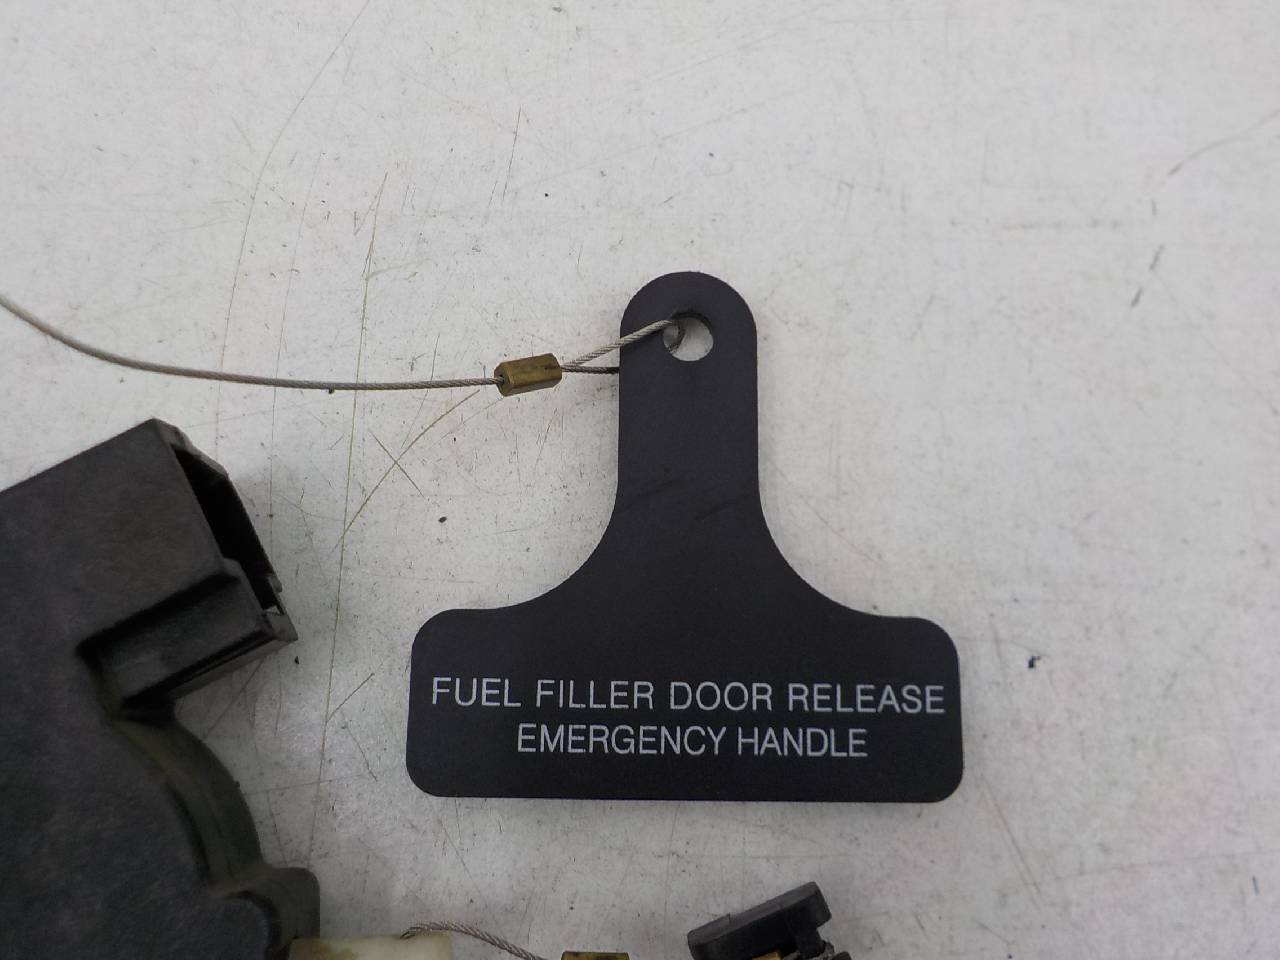 FUEL FILLER DOOR RELEASE
EMERGENCY HANDLE